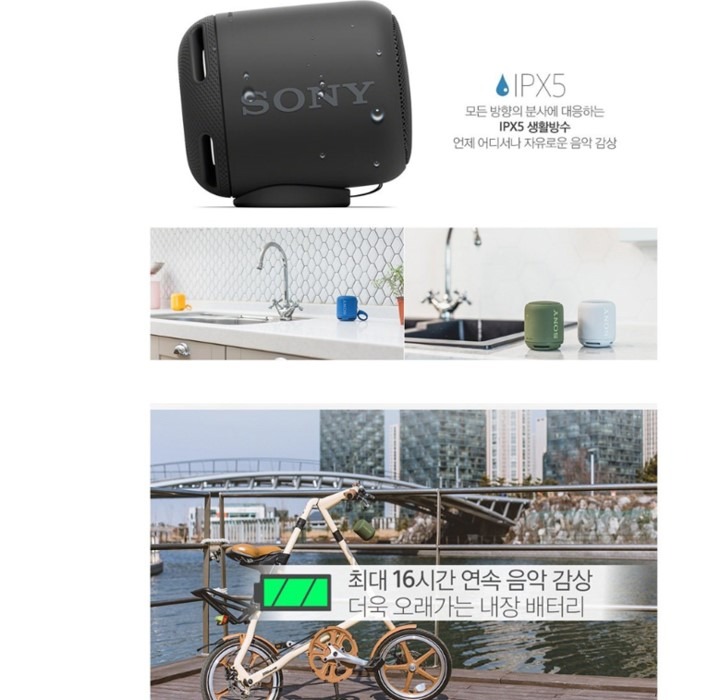 SONY
IPX5
모든 방향의 분사에 대응하는
IPX5 생활방수
언제 어디서나 자유로운 음악 감상
SONY
SONY
최대 16시간 연속 음악 감상
더욱 오래가는 내장 배터리